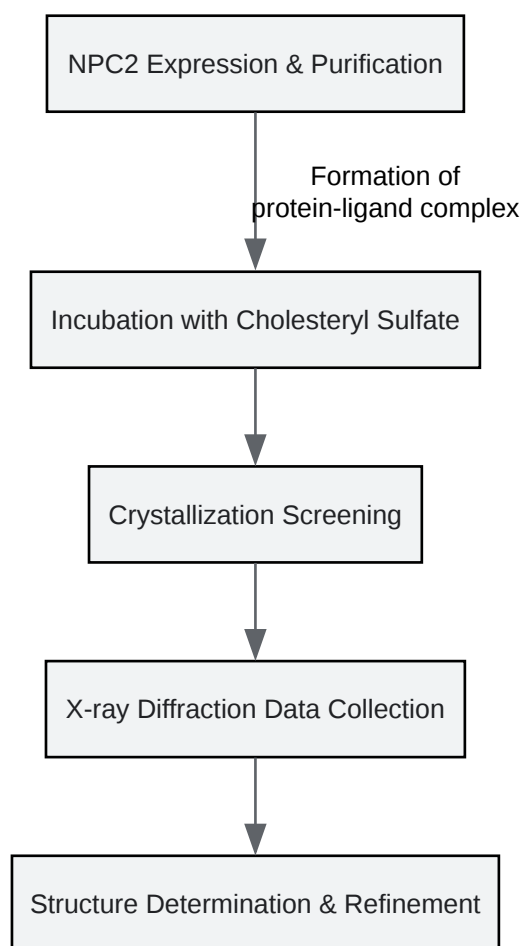 NPC2 Expression & Purification
Formation of
protein-ligand complex
Incubation with Cholesteryl Sulfate
Crystallization Screening
X-ray Diffraction Data Collection
Structure Determination & Refinement